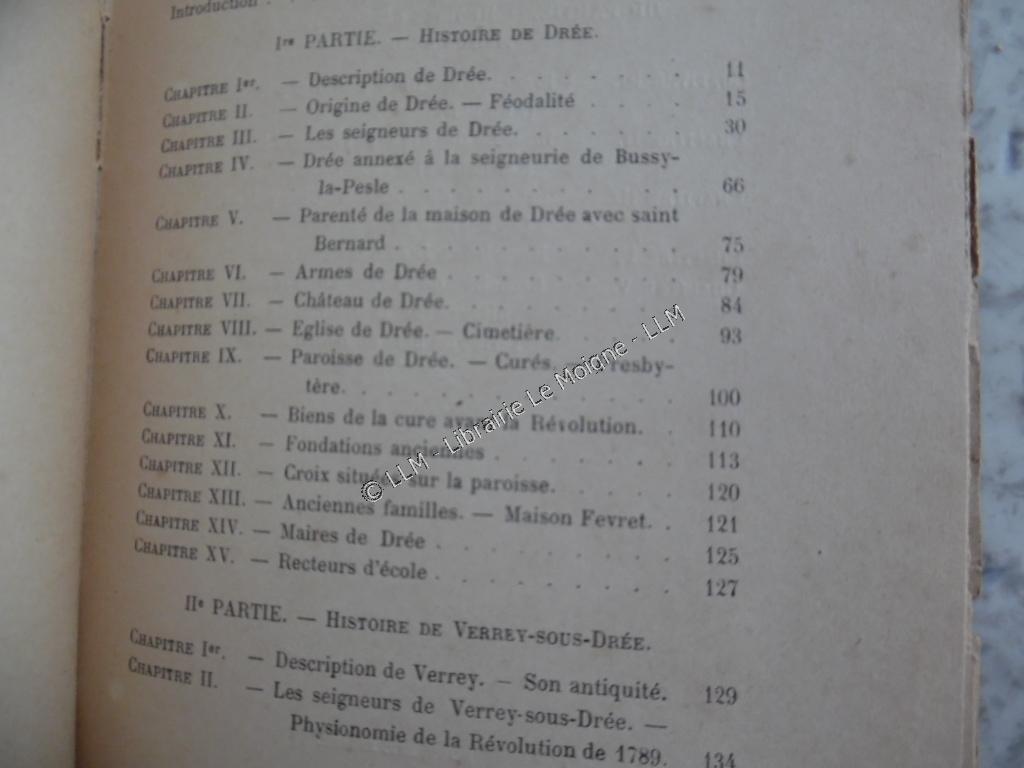 Introduction .
Ire PARTIE. — HISTOIRE DE DRÉE.
CHAPITRE Ier. — Description de Drée. . . . . . . . 11
CHAPITRE II. — Origine de Drée. — Féodalité . . . . 15
CHAPITRE III. — Les seigneurs de Drée. . . . . . . 30
CHAPITRE IV. — Drée annexé à la seigneurie de Bussy-
la-Pesle . . . . . . . . . . 66
CHAPITRE V. — Parenté de la maison de Drée avec saint
Bernard . . . . . . . . . . 75
CHAPITRE VI. — Armes de Drée . . . . . . . . 79
CHAPITRE VII. — Château de Drée. . . . . . . . 84
CHAPITRE VIII. — Eglise de Drée. — Cimetière. . . . . 93
CHAPITRE IX. — Paroisse de Drée. — Curés, — Presby-
tère. . . . . . . . . . . . 100
CHAPITRE X. — Biens de la cure avant la Révolution. . 110
CHAPITRE XI. — Fondations anciennes . . . . . . 113
CHAPITRE XII. — Croix situées sur la paroisse. . . . . 120
CHAPITRE XIII. — Anciennes familles. — Maison Fevret. . 121
CHAPITRE XIV. — Maires de Drée . . . . . . . . 125
CHAPITRE XV. — Recteurs d'école . . . . . . . . 127
IIe PARTIE. — HISTOIRE DE VERREY-SOUS-DRÉE.
CHAPITRE Ier. — Description de Verrey. — Son antiquité. 129
CHAPITRE II. — Les seigneurs de Verrey-sous-Drée. —
Physionomie de la Révolution de 1789. 134
© LLM - Librairie Le Moigne - LLM